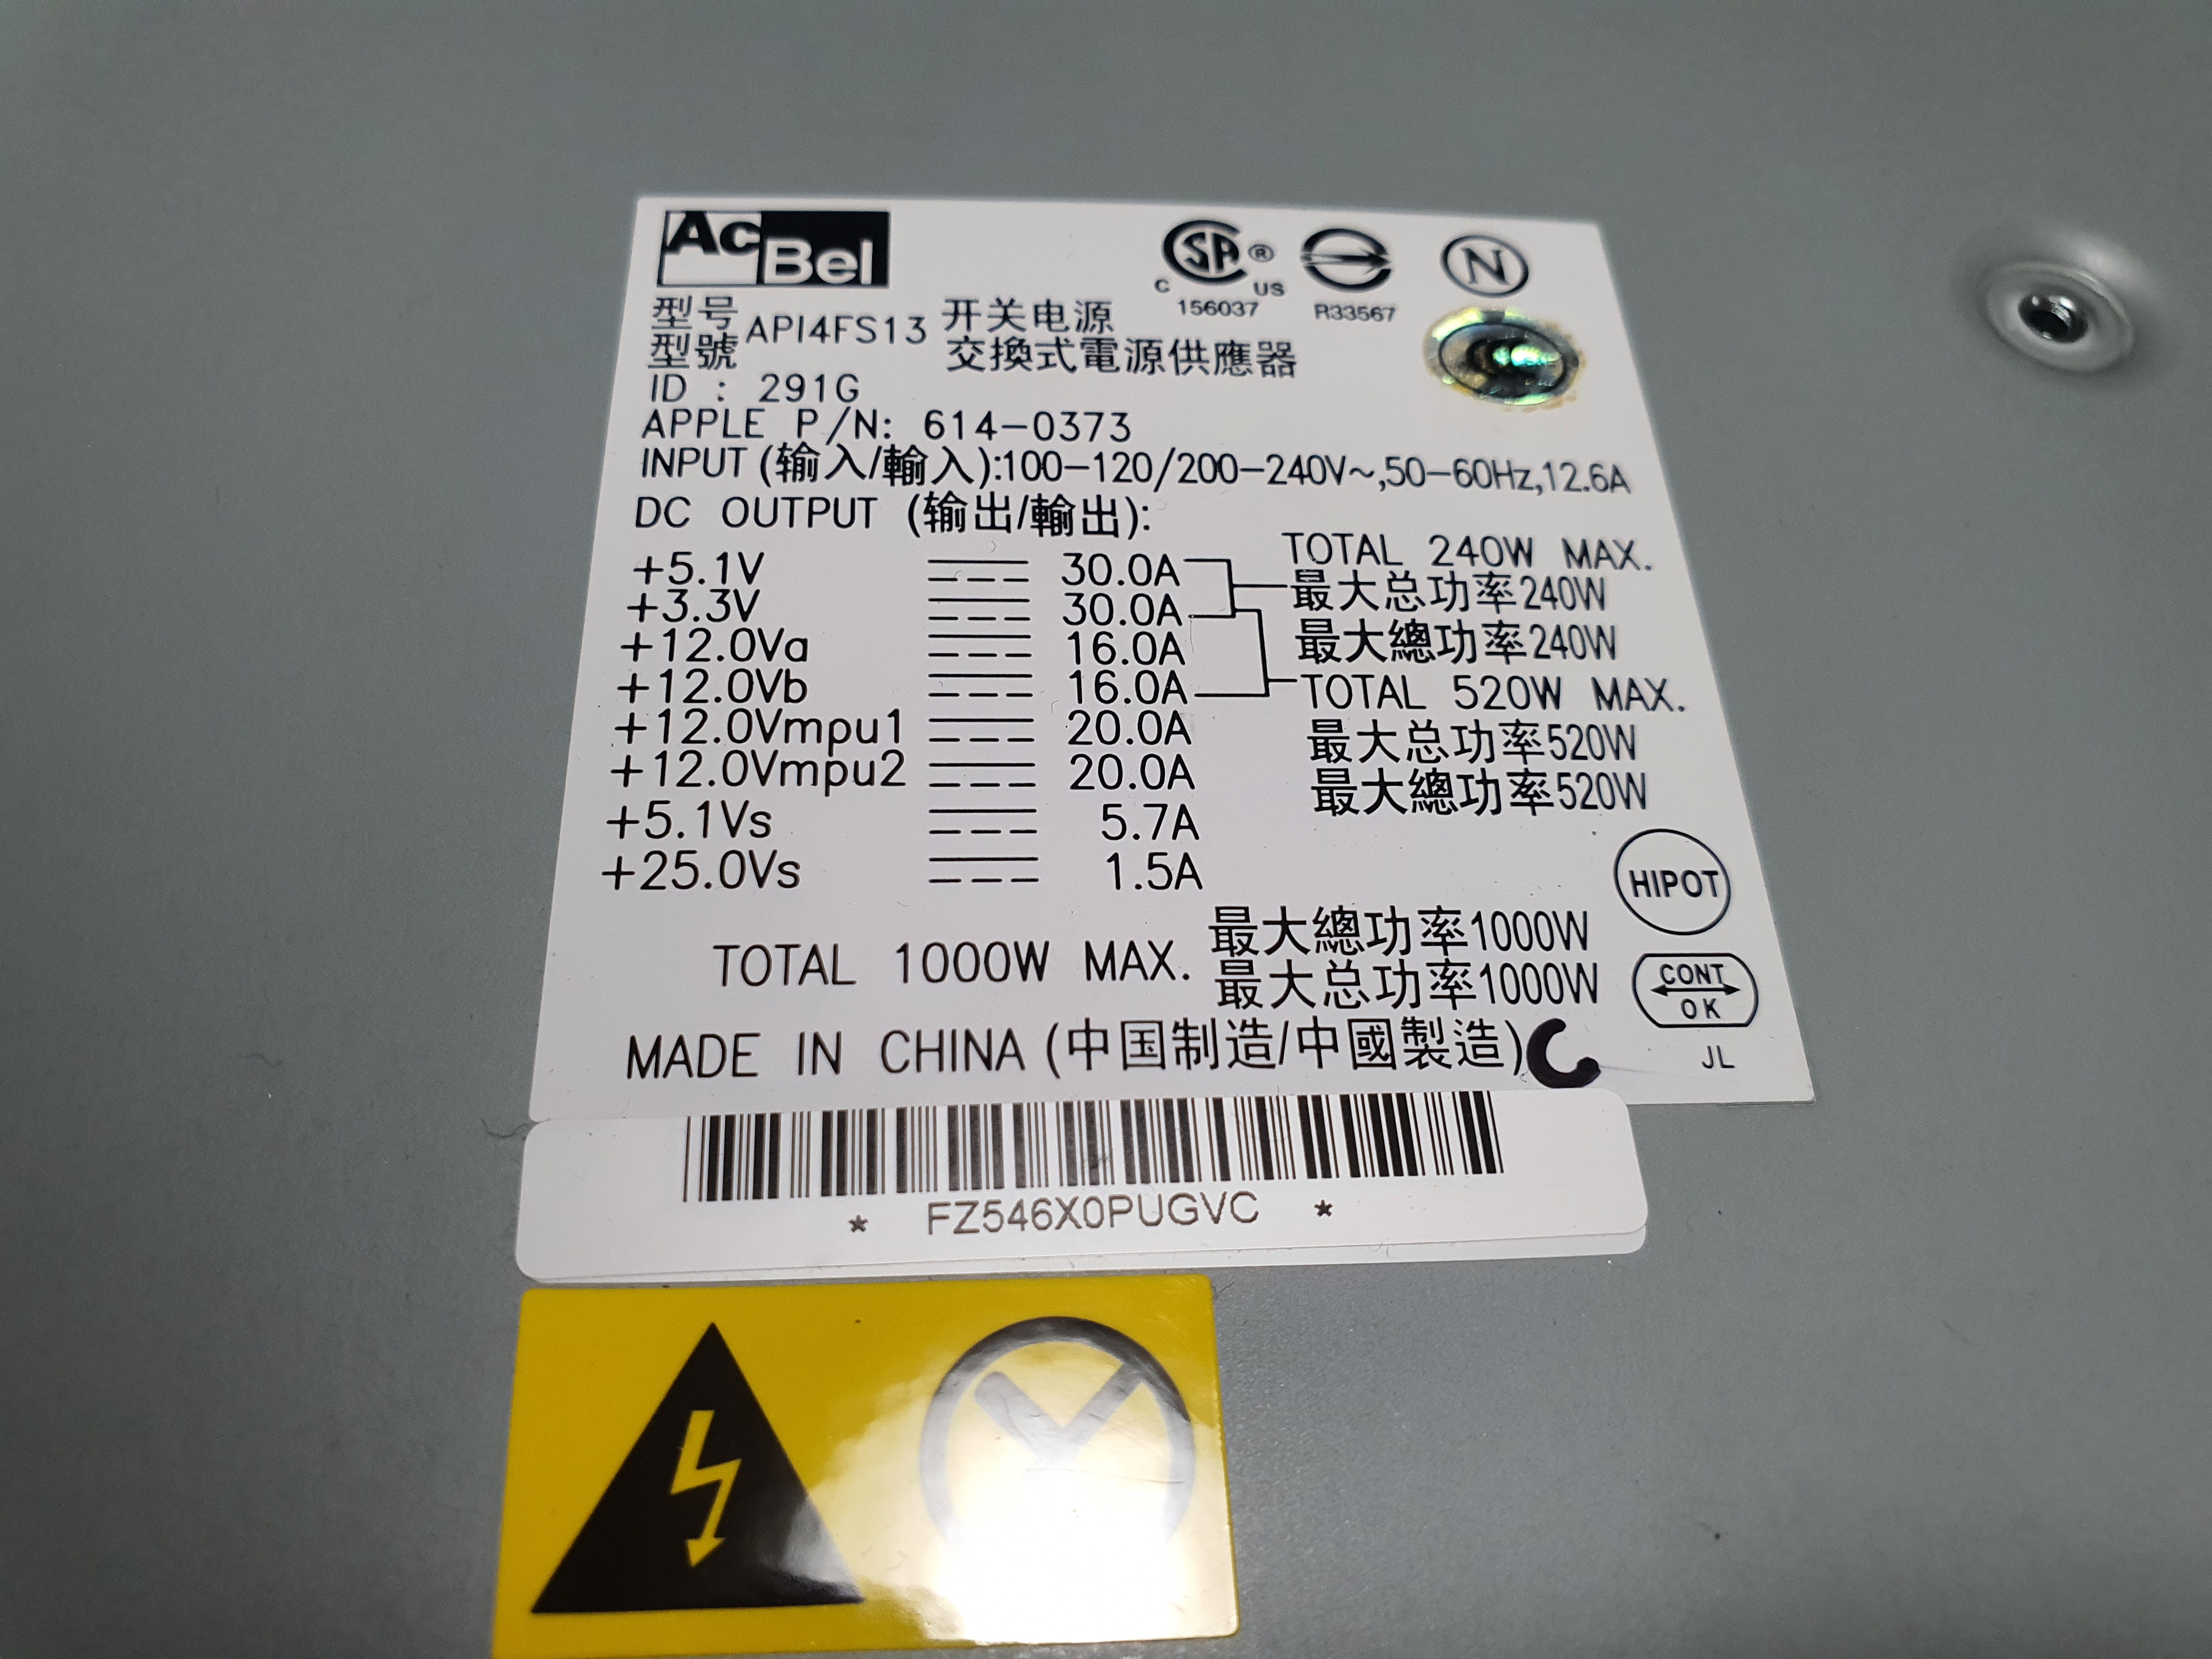 AcBel
C SA ® US
156037
R33567
N
型号 API4FS13 开关电源
型號 交換式電源供應器
ID : 291G
APPLE P/N: 614-0373
INPUT (输入/輸入):100-120/200-240V~,50-60Hz,12.6A
DC OUTPUT (输出/輸出):
+5.1V 30.0A TOTAL 240W MAX.
+3.3V 30.0A 最大总功率240W
+12.0Va 16.0A 最大總功率240W
+12.0Vb 16.0A TOTAL 520W MAX.
+12.0Vmpu1 20.0A 最大总功率520W
+12.0Vmpu2 20.0A 最大總功率520W
+5.1Vs 5.7A
+25.0Vs 1.5A
HIPOT
TOTAL 1000W MAX. 最大總功率1000W
最大总功率1000W
CONT
OK
MADE IN CHINA (中国制造/中國製造) C
JL
* FZ546X0PUGVC *